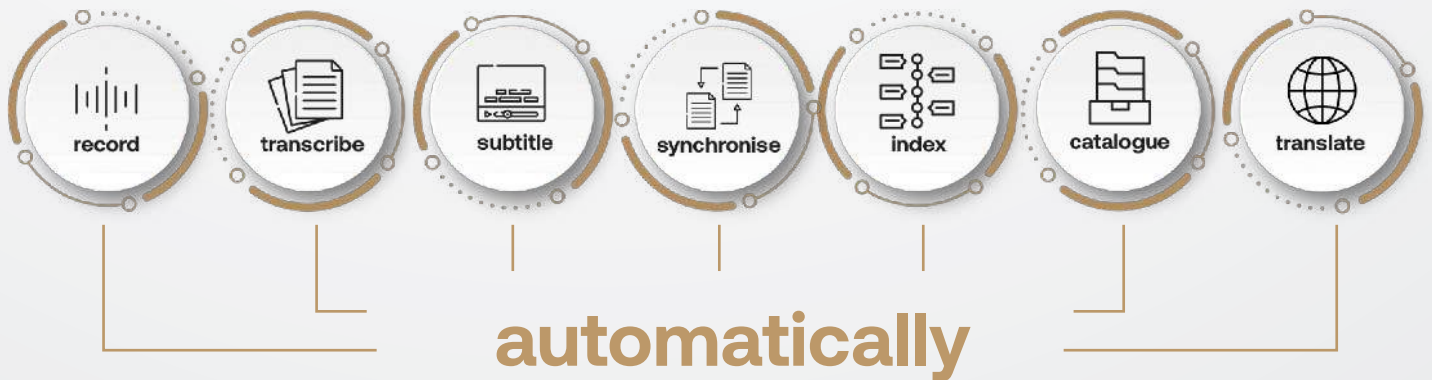 record
transcribe
subtitle
synchronise
index
catalogue
translate
automatically